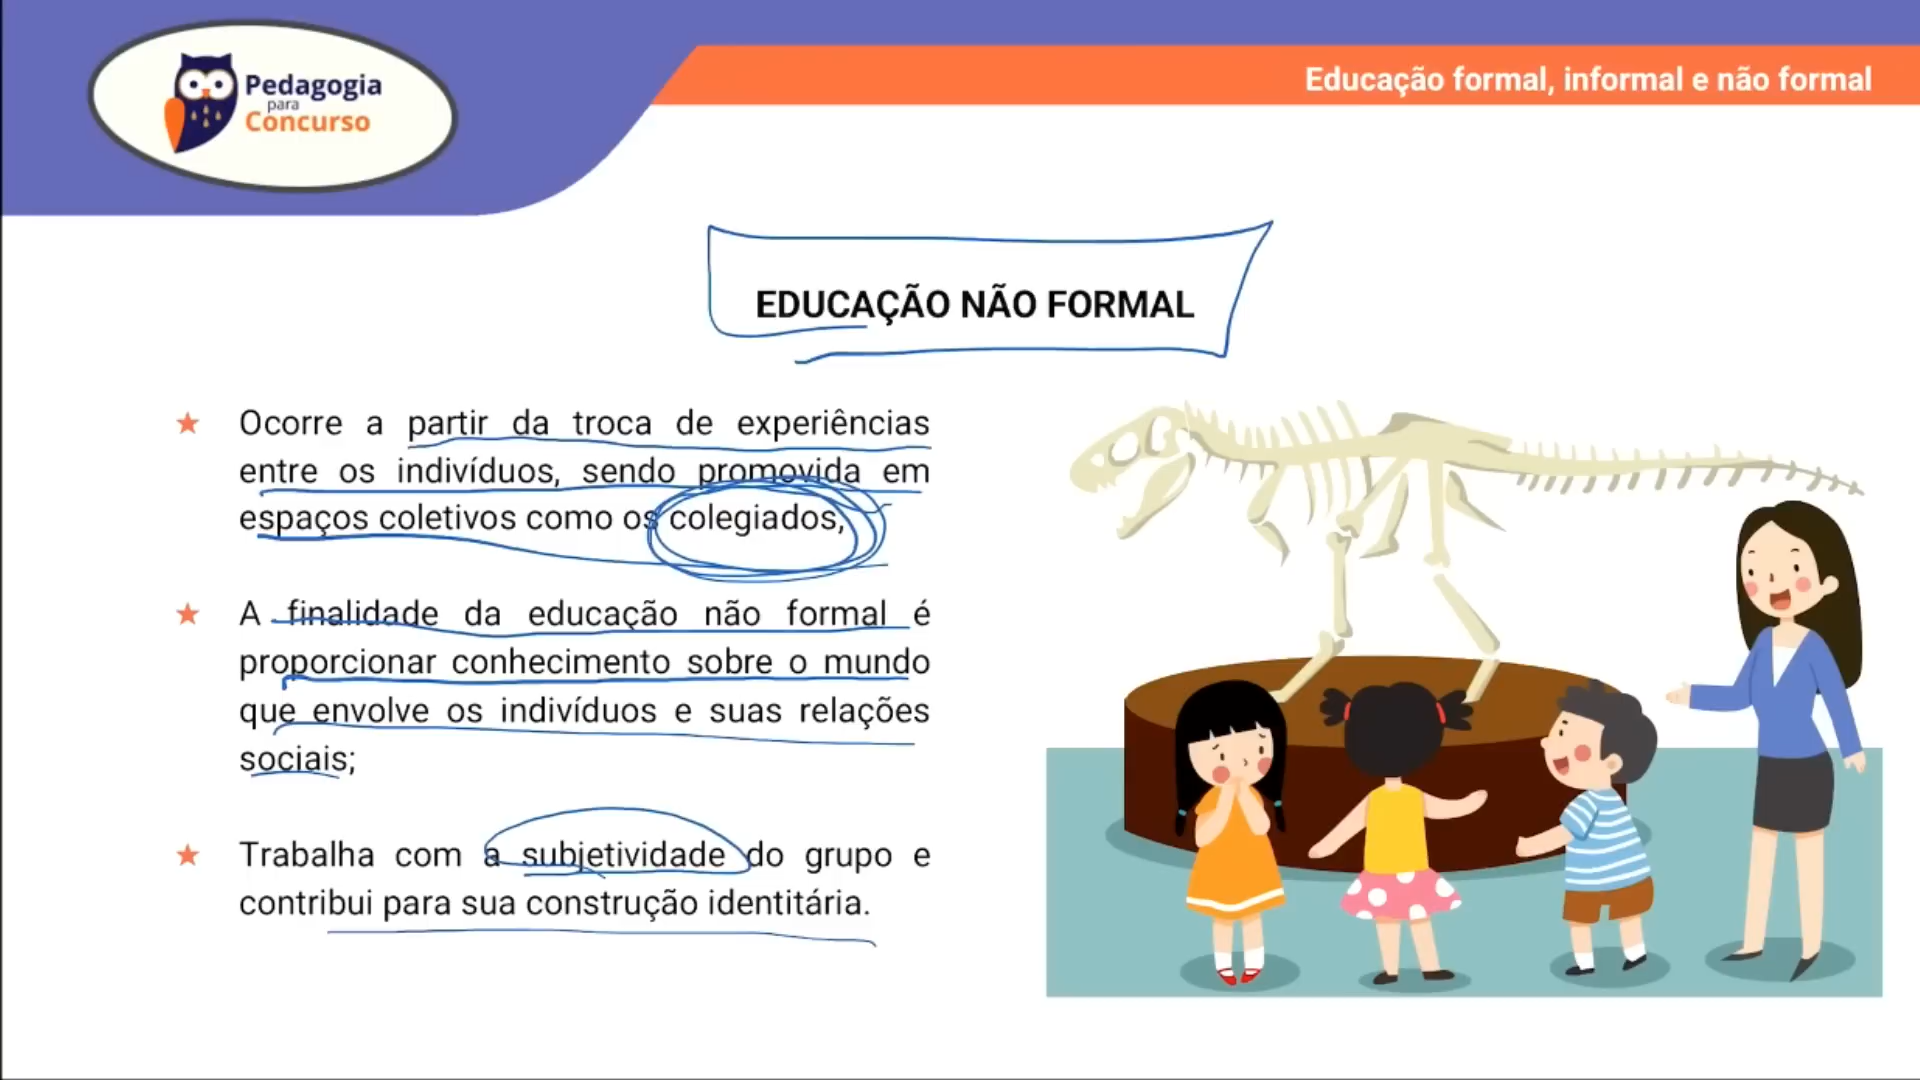 Pedagogia
para
Concurso
Educação formal, informal e não formal
EDUCAÇÃO NÃO FORMAL
Ocorre a partir da troca de experiências
entre os indivíduos, sendo promovida em
espaços coletivos como os colegiados,
A finalidade da educação não formal é
proporcionar conhecimento sobre o mundo
que envolve os indivíduos e suas relações
sociais;
Trabalha com a subjetividade do grupo e
contribui para sua construção identitária.